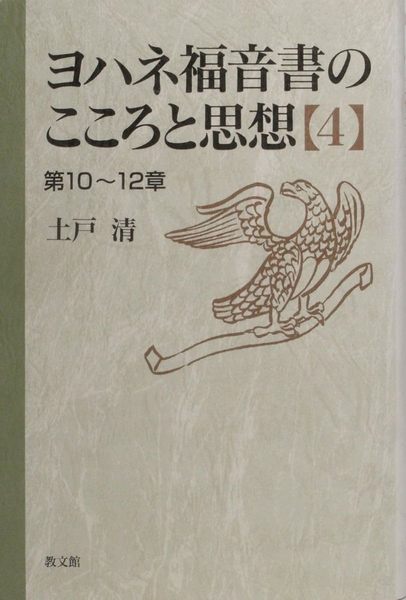 ヨハネ福音書の
こころと思想【4】
第10～12章
土戸 清
教文館